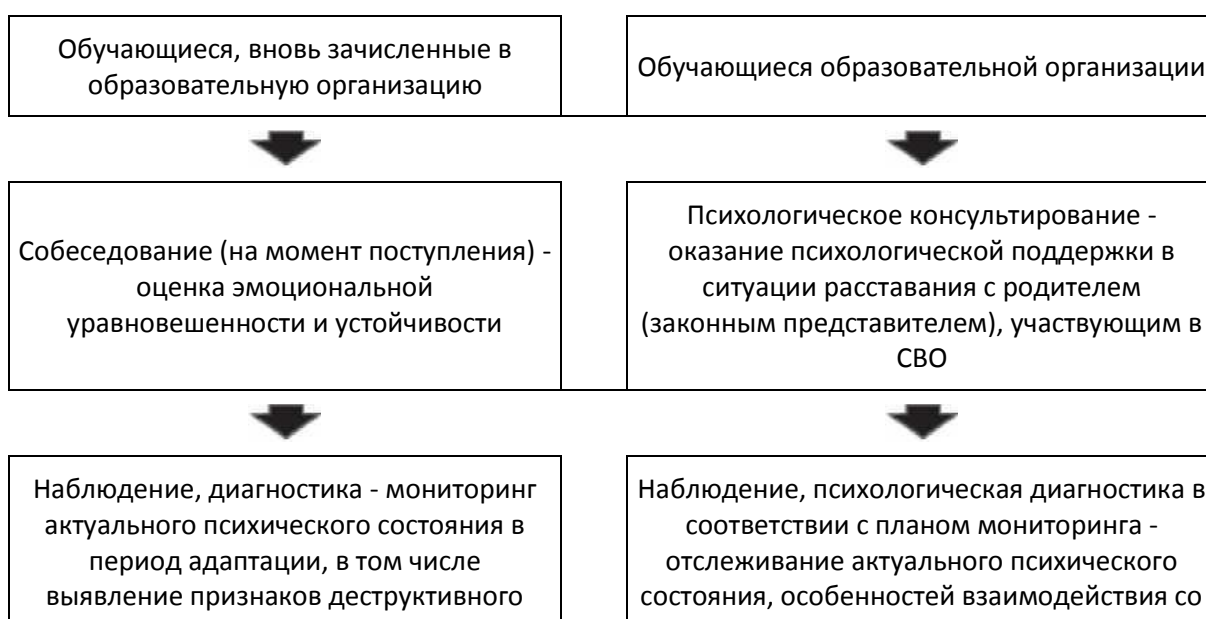 Обучающиеся, вновь зачисленные в
образовательную организацию
Обучающиеся образовательной организации
Собеседование (на момент поступления) -
оценка эмоциональной
уравновешенности и устойчивости
Психологическое консультирование -
оказание психологической поддержки в
ситуации расставания с родителем
(законным представителем), участвующим в
СВО
Наблюдение, диагностика - мониторинг
актуального психического состояния в
период адаптации, в том числе
выявление признаков деструктивного
Наблюдение, психологическая диагностика в
соответствии с планом мониторинга -
отслеживание актуального психического
состояния, особенностей взаимодействия со